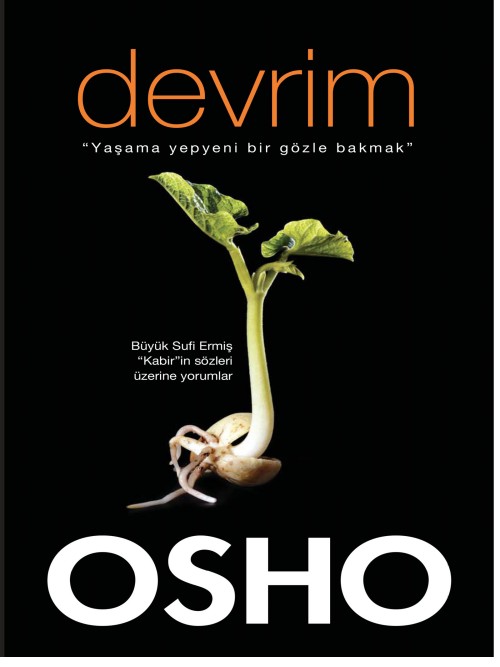 devrim
“Yaşama yepyeni bir gözle bakmak”
Büyük Sufi Ermiş
“Kabir”in sözleri
üzerine yorumlar
OSHO